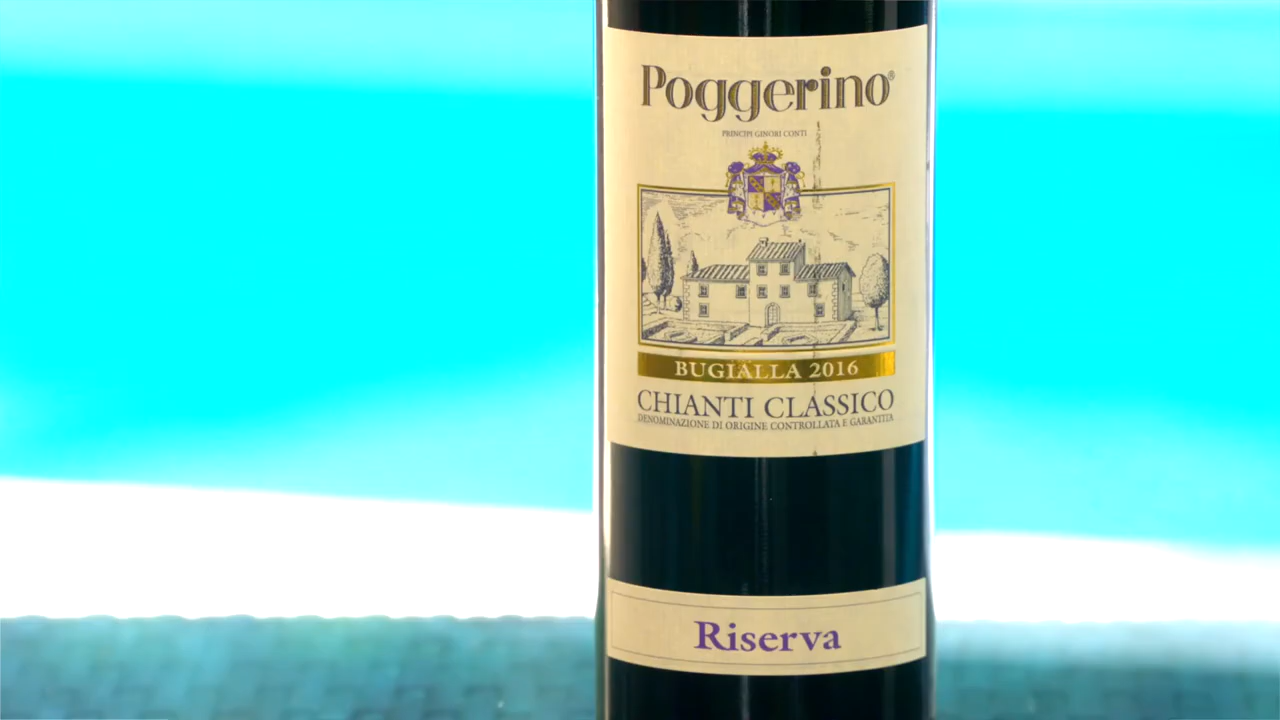 Poggerino®
PRINCIPI GINORI CONTI
BUGIALLA 2016
CHIANTI CLASSICO
DENOMINAZIONE DI ORIGINE CONTROLLATA E GARANTITA
Riserva